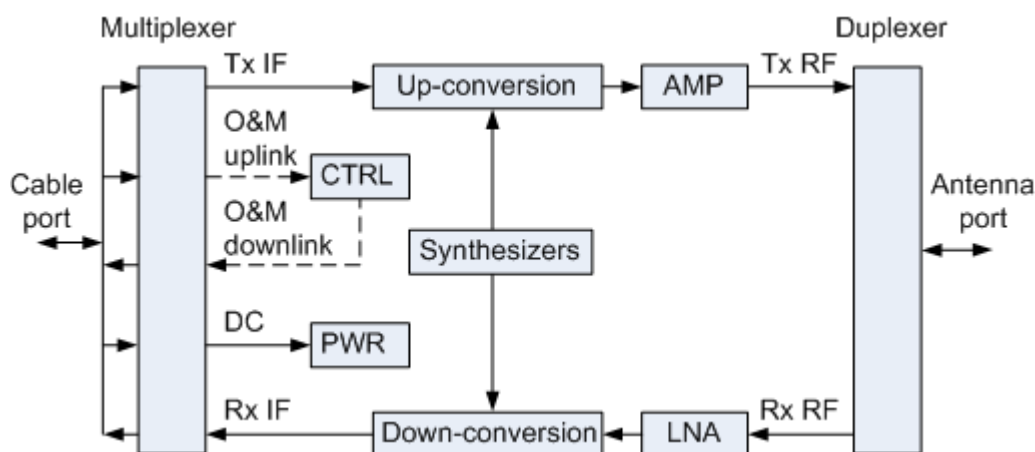 Multiplexer
Duplexer
Tx IF
Up-conversion
AMP
Tx RF
O&M
uplink
CTRL
Cable
port
Antenna
port
O&M
downlink
Synthesizers
DC
PWR
Rx IF
Down-conversion
LNA
Rx RF